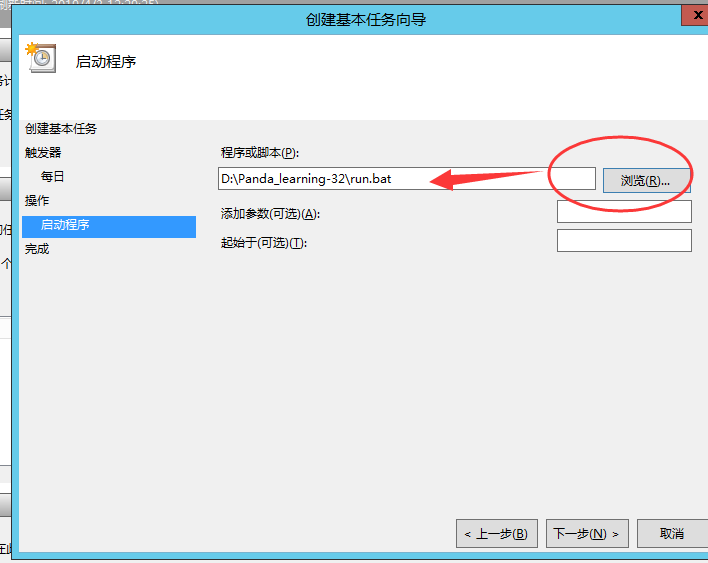 创建基本任务向导
x
启动程序
创建基本任务
触发器
每日
操作
启动程序
完成
程序或脚本(P):
D:\Panda_learning-32\run.bat
浏览(R)...
添加参数(可选)(A):
起始于(可选)(T):
< 上一步(B)
下一步(N) >
取消